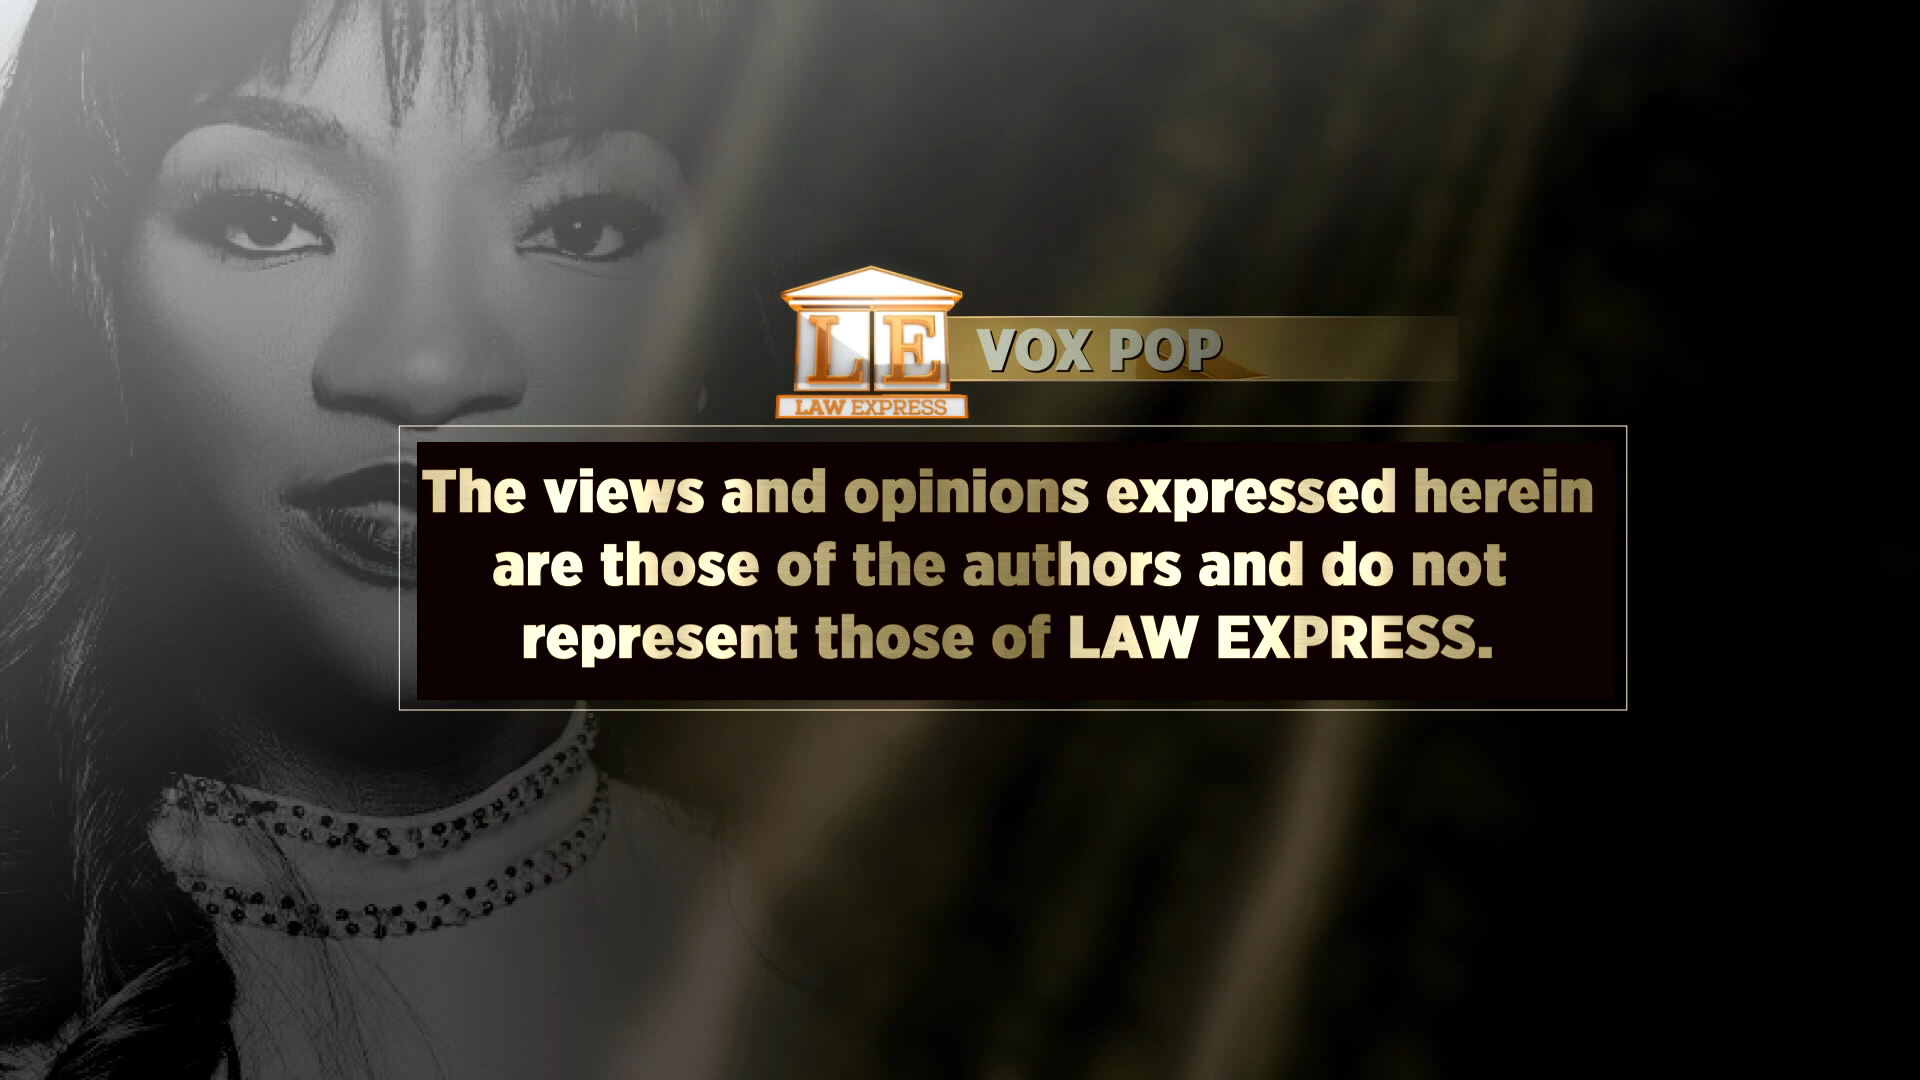 LE
VOX POP
LAW EXPRESS
The views and opinions expressed herein
are those of the authors and do not
represent those of LAW EXPRESS.